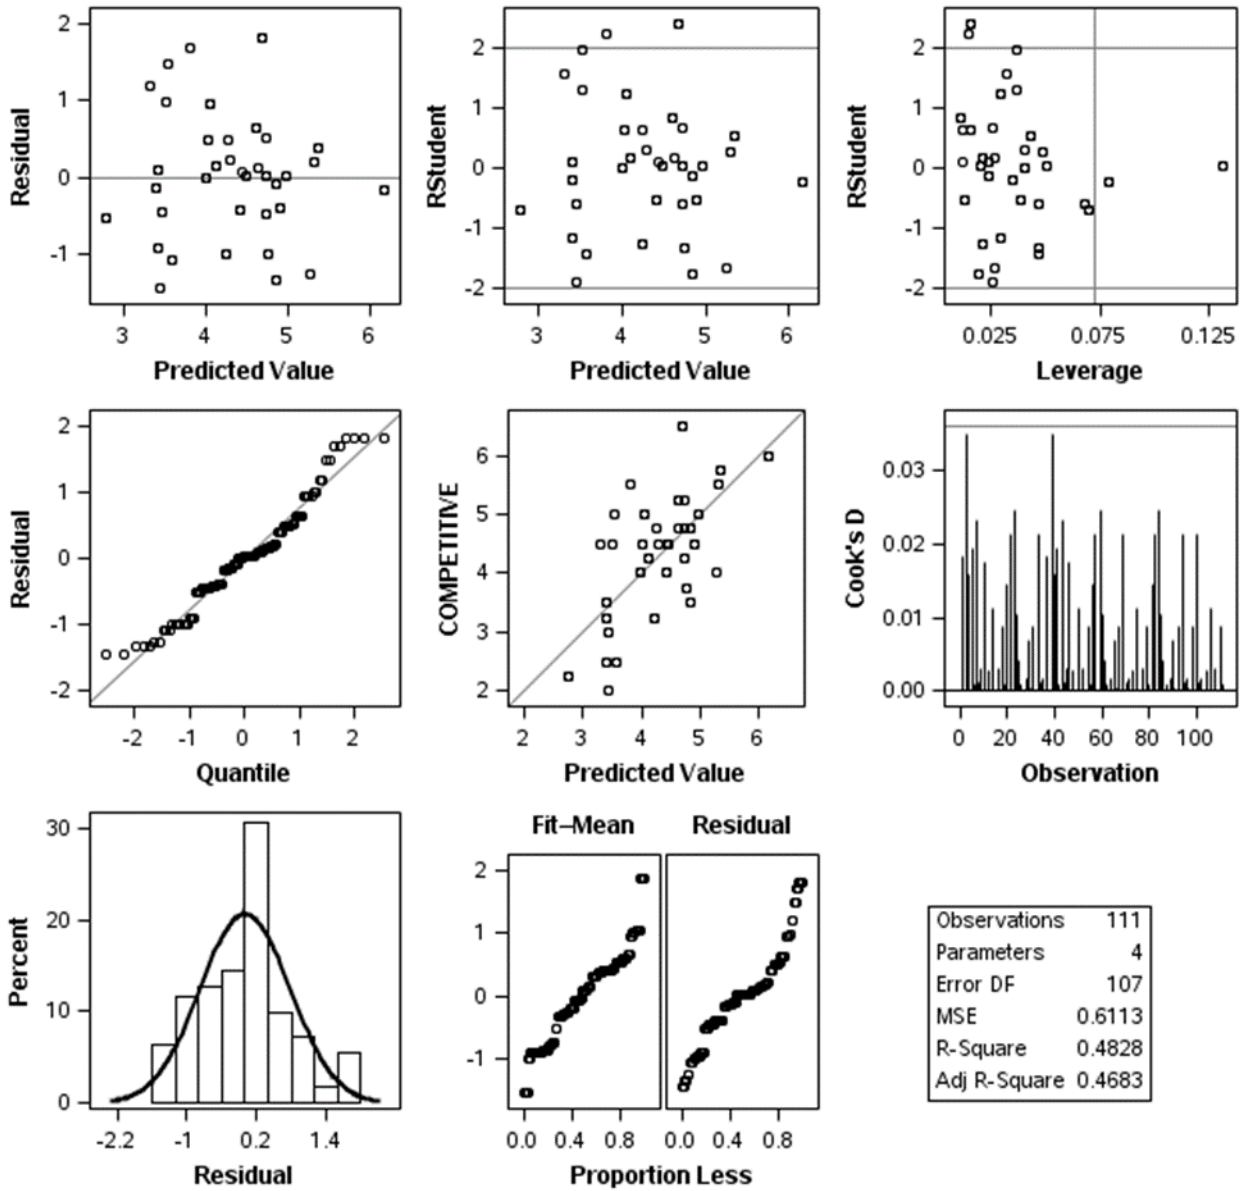 2
1
0
-1
Residual
3 4 5 6
Predicted Value
2
1
0
-1
-2
RStudent
3 4 5 6
Predicted Value
2
1
0
-1
-2
RStudent
0.025 0.075 0.125
Leverage
2
1
0
-1
-2
Residual
-2 -1 0 1 2
Quantile
6
5
4
3
2
COMPETITIVE
2 3 4 5 6
Predicted Value
0.03
0.02
0.01
0.00
Cook's D
0 20 40 60 80 100
Observation
30
20
10
0
Percent
-2.2 -1 0.2 1.4
Residual
Fit–Mean Residual
2
1
0
-1
0.0 0.4 0.8 0.0 0.4 0.8
Proportion Less
Observations 111
Parameters 4
Error DF 107
MSE 0.6113
R-Square 0.4828
Adj R-Square 0.4683